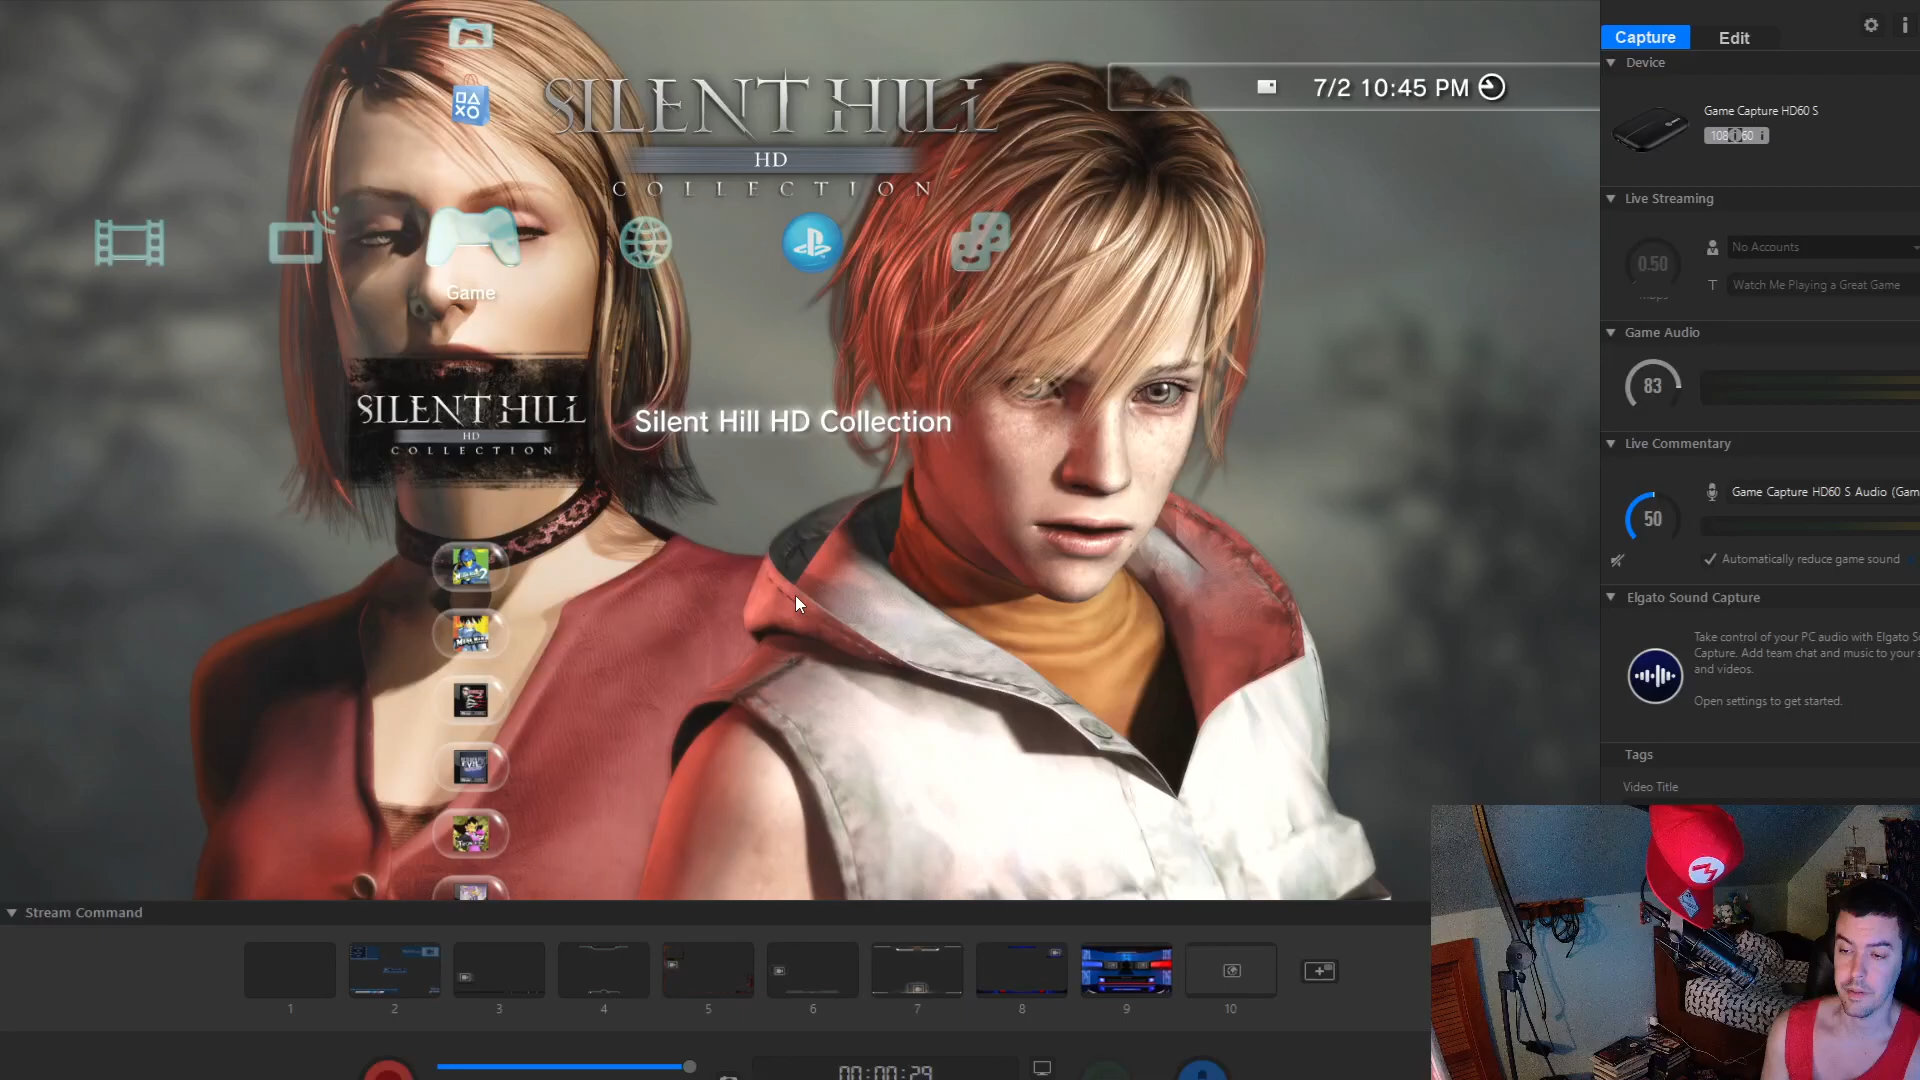 SILENT HILL
HD
COLLECTION
7/2 10:45 PM
Game
SILENT HILL
HD
COLLECTION
Silent Hill HD Collection
Capture
Edit
Device
Game Capture HD60 S
Live Streaming
0.50
No Accounts
T Watch Me Playing a Great Game
Game Audio
83
Live Commentary
Game Capture HD60 S Audio (Gam
50
Automatically reduce game sound
Elgato Sound Capture
Take control of your PC audio with Elgato So
Capture. Add team chat and music to your s
and videos.
Open settings to get started.
Tags
Video Title
Stream Command
1 2 3 4 5 6 7 8 9 10
00:00:29